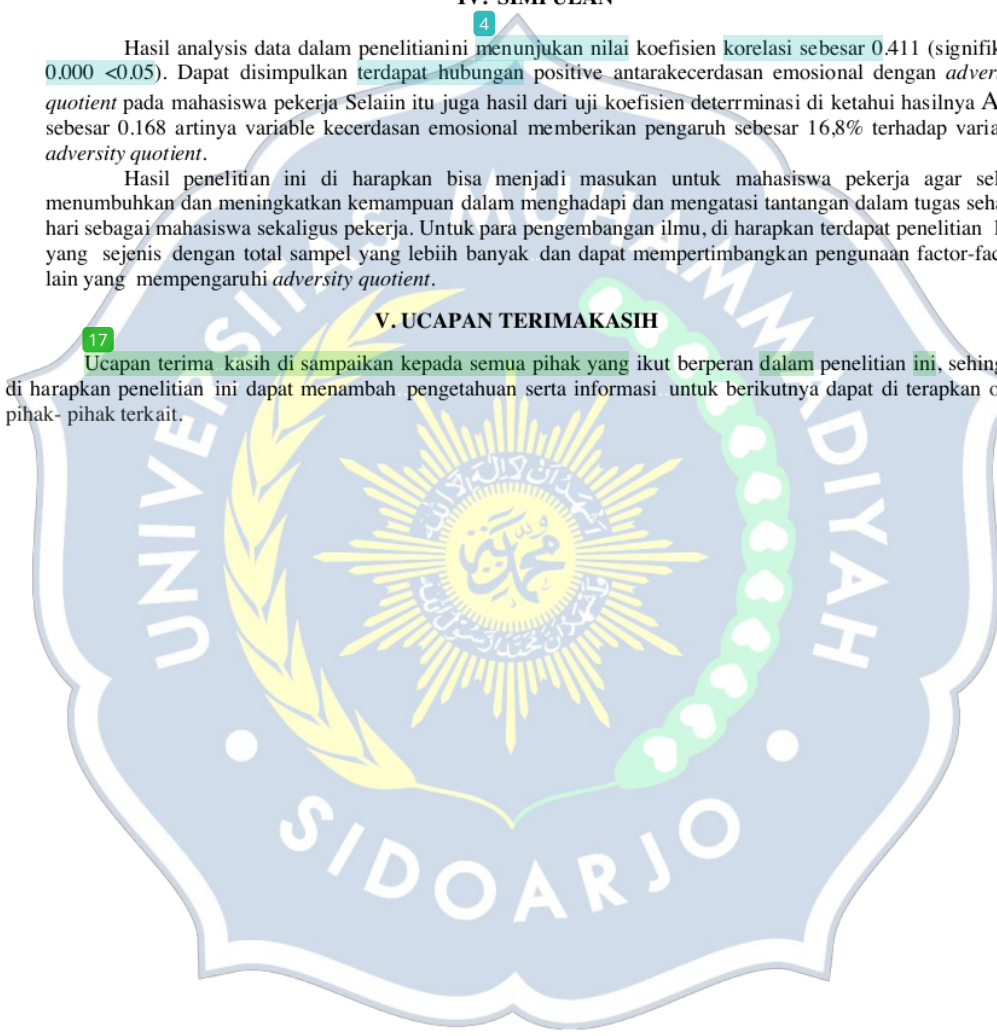 IV. SIMPULAN
4
Hasil analysis data dalam penelitianini menunjukan nilai koefisien korelasi sebesar 0.411 (signifik
0.000 <0.05). Dapat disimpulkan terdapat hubungan positive antarakecerdasan emosional dengan adver
quotient pada mahasiswa pekerja Selaiin itu juga hasil dari uji koefisien deterrminasi di ketahui hasilnya A
sebesar 0.168 artinya variable kecerdasan emosional memberikan pengaruh sebesar 16,8% terhadap varia
adversity quotient.
Hasil penelitian ini di harapkan bisa menjadi masukan untuk mahasiswa pekerja agar sel
menumbuhkan dan meningkatkan kemampuan dalam menghadapi dan mengatasi tantangan dalam tugas seha
hari sebagai mahasiswa sekaligus pekerja. Untuk para pengembangan ilmu, di harapkan terdapat penelitian
yang sejenis dengan total sampel yang lebiih banyak dan dapat mempertimbangkan pengunaan factor-fac
lain yang mempengaruhi adversity quotient.
V. UCAPAN TERIMAKASIH
17
Ucapan terima kasih di sampaikan kepada semua pihak yang ikut berperan dalam penelitian ini, sehing
di harapkan penelitian ini dapat menambah pengetahuan serta informasi untuk berikutnya dapat di terapkan o
pihak- pihak terkait.
UNIVERSITAS MUHAMMADIYAH
SIDOARJO